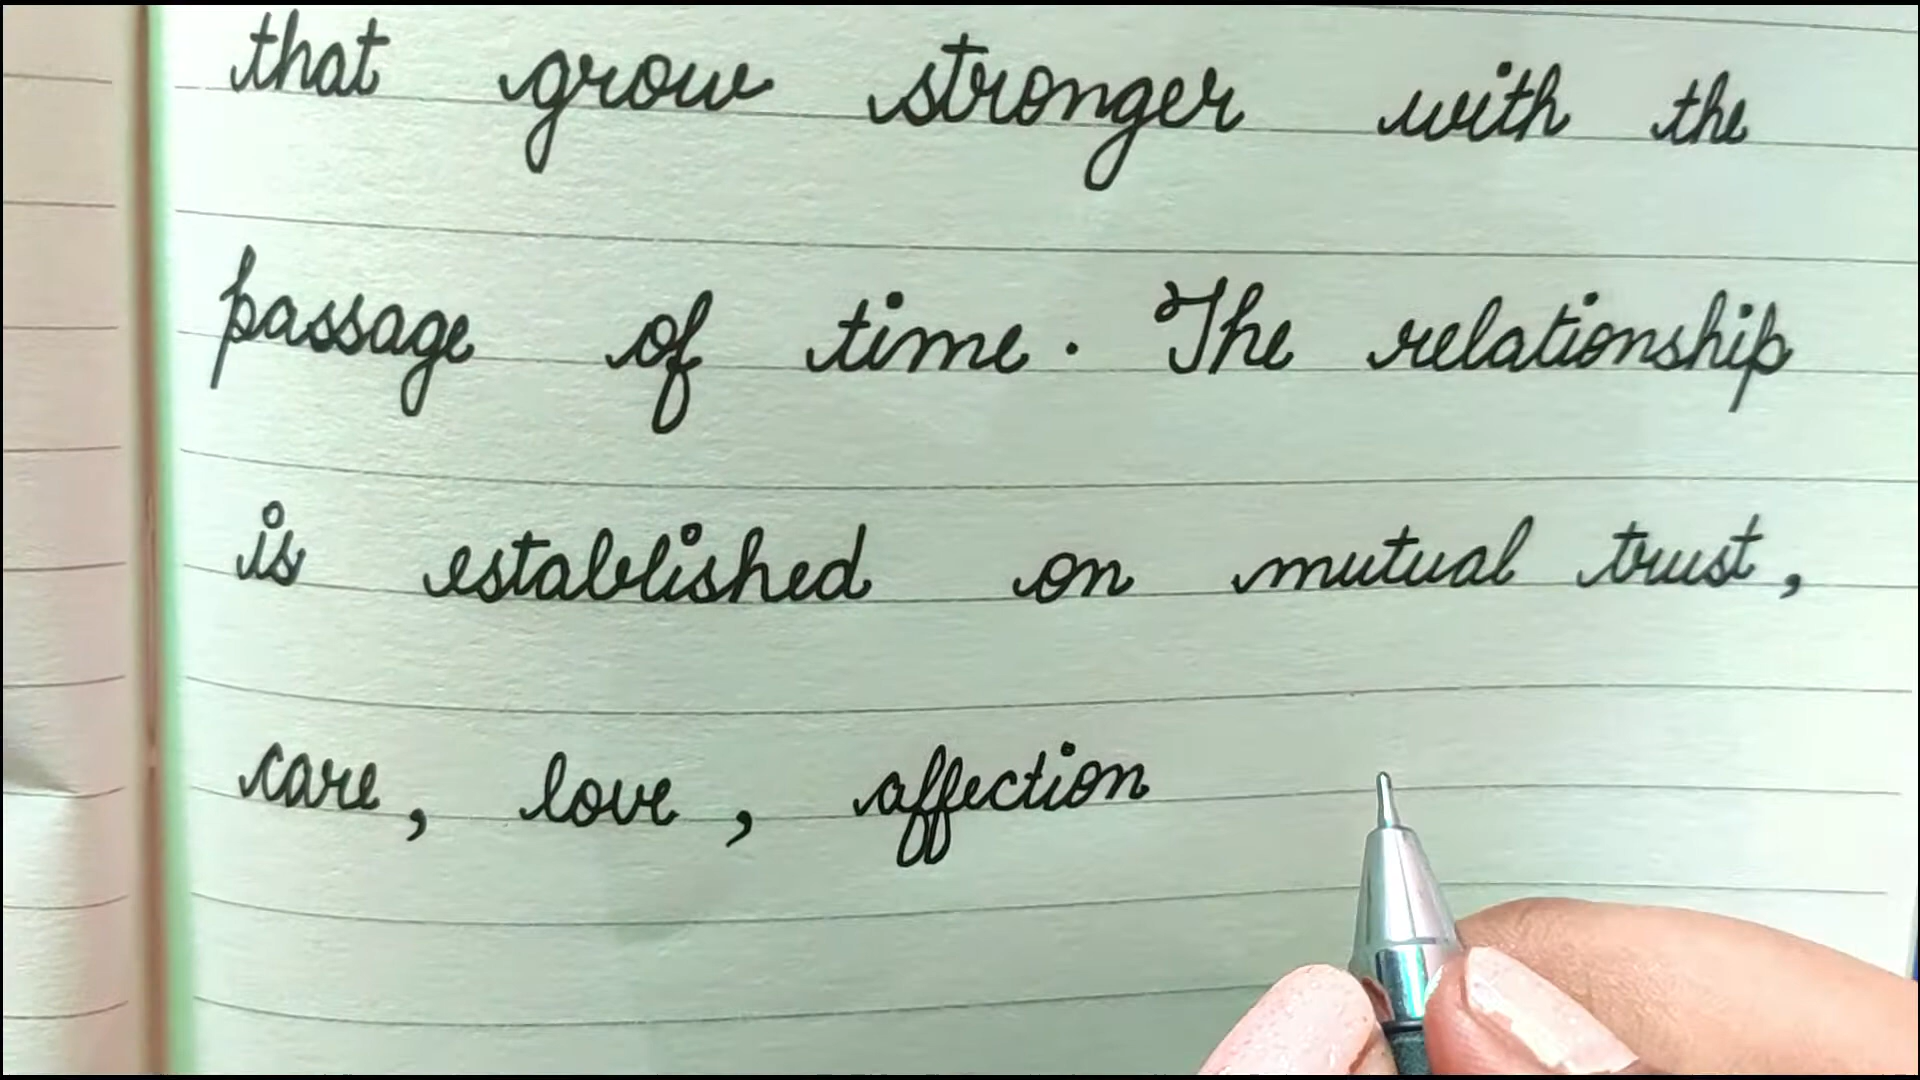 that grow stronger with the
passage of time. The relationship
is established on mutual trust,
care, love, affection